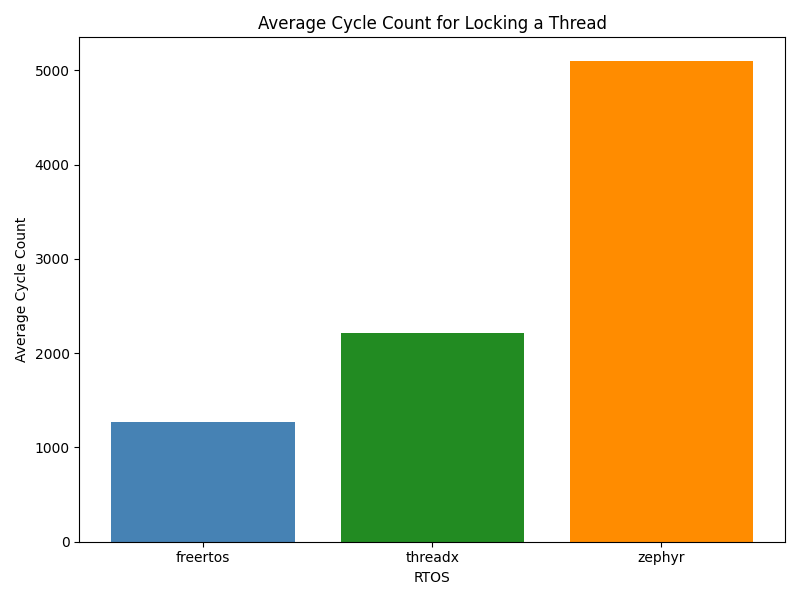 Average Cycle Count for Locking a Thread
5000
4000
3000
2000
1000
0
Average Cycle Count
freertos threadx zephyr
RTOS